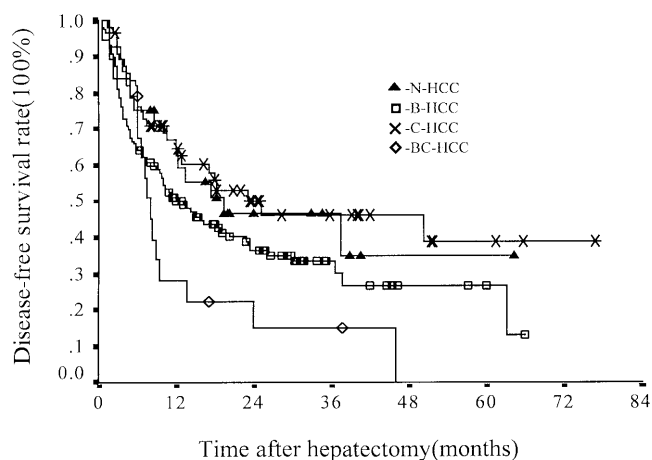 Disease-free survival rate(100%)
1.0
.9
.8
.7
.6
.5
.4
.3
.2
.1
0.0
-N-HCC
-B-HCC
-C-HCC
-BC-HCC
0 12 24 36 48 60 72 84
Time after hepatectomy(months)